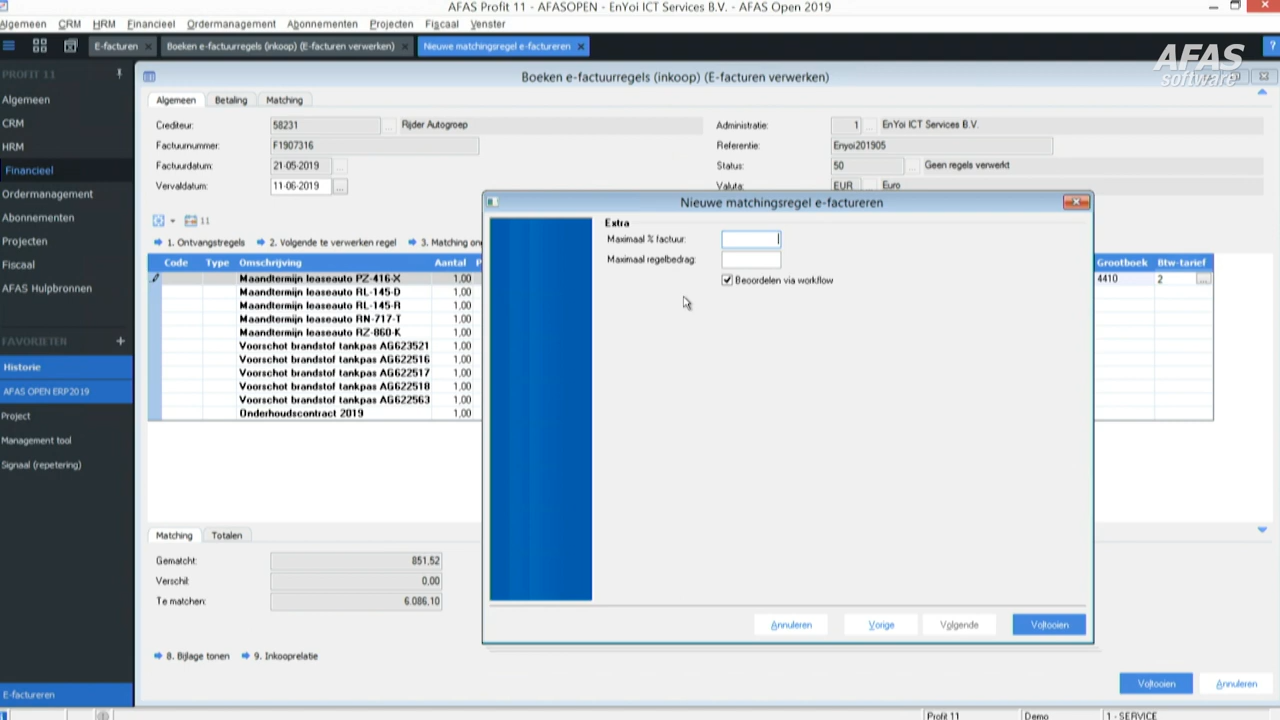 AFAS Profit 11 - AFASOPEN - EnYoi ICT Services B.V. - AFAS Open 2019
Algemeen CRM HRM Financieel Ordermanagement Abonnementen Projecten Fiscaal Venster
E-facturen Boeken e-factuurregels (inkoop) (E-facturen verwerken) Nieuwe matchingsregel e-factureren ?
AFAS software
PROFIT 11
Algemeen
CRM
HRM
Financieel
Ordermanagement
Abonnementen
Projecten
Fiscaal
AFAS Hulpbronnen
FAVORIETEN +
Historie
AFAS OPEN ERP2019
Project
Management tool
Signaal (repetering)
E-factureren
Boeken e-factuurregels (inkoop) (E-facturen verwerken)
Algemeen Betaling Matching
Crediteur: 58231 ... Rijder Autogroep Administratie: 1 ... EnYoi ICT Services B.V.
Factuurnummer: F1907316 Referentie: Enyoi201905
Factuurdatum: 21-05-2019 ... Status: 50 ... Geen regels verwerkt
Vervaldatum: 11-06-2019 ... Valuta: EUR ... Euro
11
1. Ontvangstregels 2. Volgende te verwerken regel 3. Matching on
Code Type Omschrijving Aantal P Grootboek Btw-tarief
Maandtermijn leaseauto PZ-416-X 1,00 4410 2 ...
Maandtermijn leaseauto RL-145-D 1,00
Maandtermijn leaseauto RL-145-R 1,00
Maandtermijn leaseauto RN-717-T 1,00
Maandtermijn leaseauto RZ-860-K 1,00
Voorschot brandstof tankpas AG623521 1,00
Voorschot brandstof tankpas AG622516 1,00
Voorschot brandstof tankpas AG622517 1,00
Voorschot brandstof tankpas AG622518 1,00
Voorschot brandstof tankpas AG622563 1,00
Onderhoudscontract 2019 1,00
Nieuwe matchingsregel e-factureren
Extra
Maximaal % factuur:
Maximaal regelbedrag:
Beoordelen via workflow
Annuleren Vorige Volgende Voltooien
Matching Totalen
Gematcht: 851,52
Verschil: 0,00
Te matchen: 6.086,10
8. Bijlage tonen 9. Inkooprelatie
Voltooien Annuleren
Profit 11 Demo 1 - SERVICE